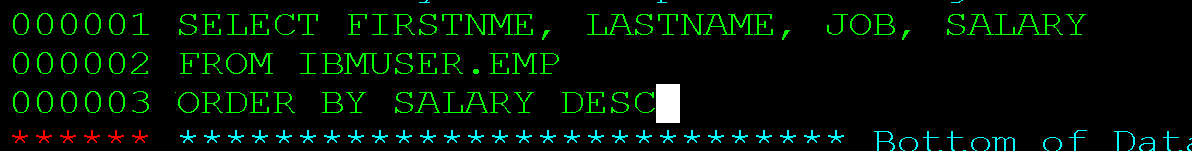 000001 SELECT FIRSTNME, LASTNAME, JOB, SALARY
000002 FROM IBMUSER.EMP
000003 ORDER BY SALARY DESC
****** **************************** Bottom of Data